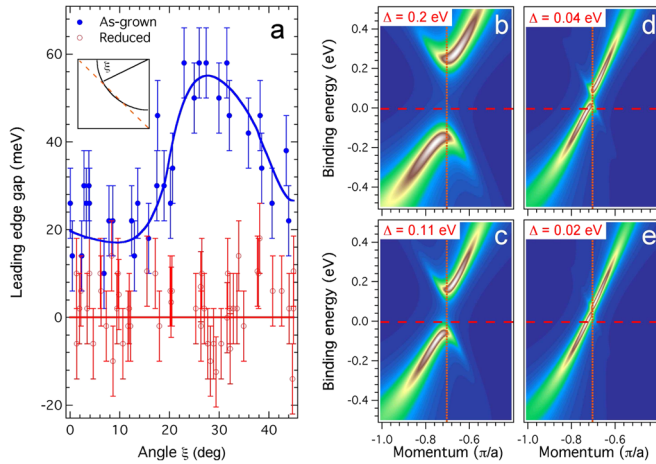 As-grown
Reduced
a
ξ
Leading edge gap (meV)
60
40
20
0
-20
0
10
20
30
40
Angle ξ (deg)
Δ = 0.2 eV
b
Binding energy (eV)
0.4
0.2
0.0
-0.2
-0.4
Δ = 0.04 eV
d
Δ = 0.11 eV
c
Binding energy (eV)
0.4
0.2
0.0
-0.2
-0.4
-1.0
-0.8
-0.6
Momentum (π/a)
Δ = 0.02 eV
e
-1.0
-0.8
-0.6
Momentum (π/a)